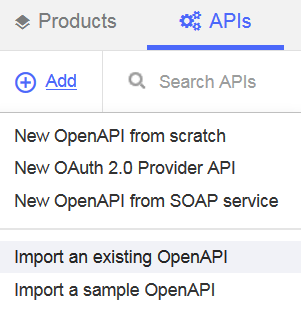 Products APIs
Add Search APIs
New OpenAPI from scratch
New OAuth 2.0 Provider API
New OpenAPI from SOAP service
Import an existing OpenAPI
Import a sample OpenAPI